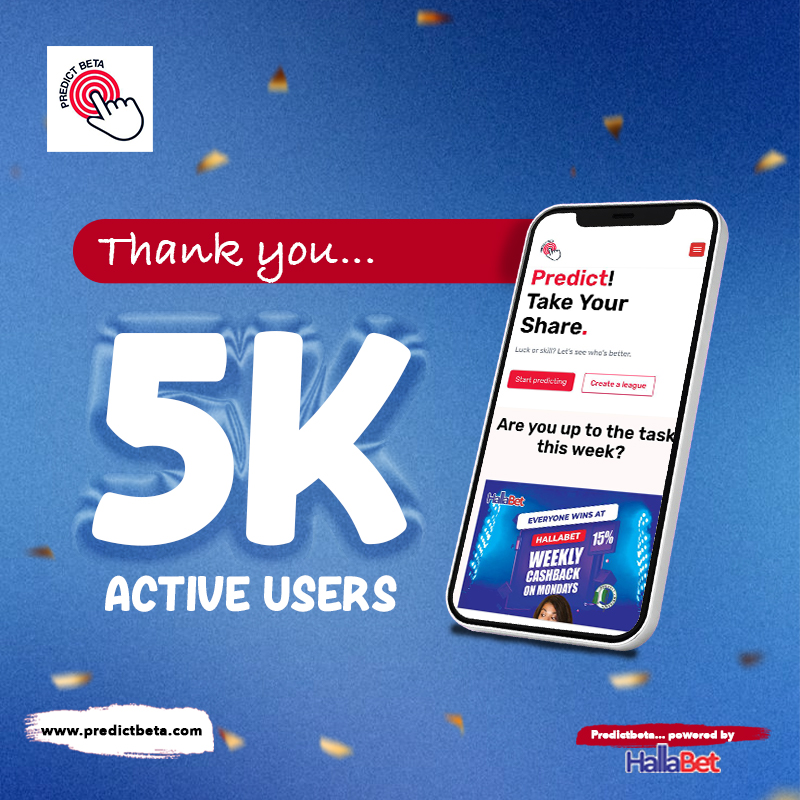 PREDICT BETA
Thank you...
5K
ACTIVE USERS
Predict!
Take Your
Share.
Luck or skill? Let's see who's better.
Start predicting
Create a league
Are you up to the task
this week?
HallaBet
EVERYONE WINS AT
HALLABET
15%
WEEKLY
CASHBACK
ON MONDAYS
www.predictbeta.com
Predictbeta... powered by
HallaBet